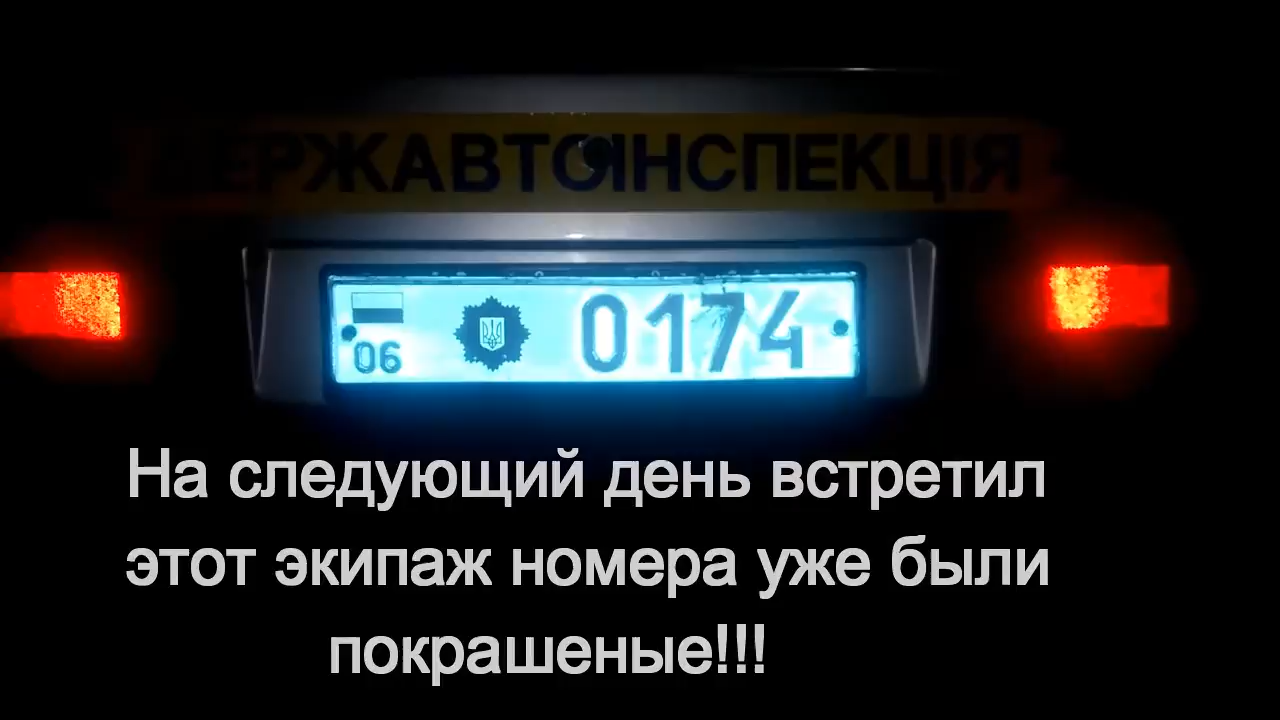 ДЕРЖАВТОІНСПЕКЦІЯ
06 0174
На следующий день встретил
этот экипаж номера уже были
покрашеные!!!